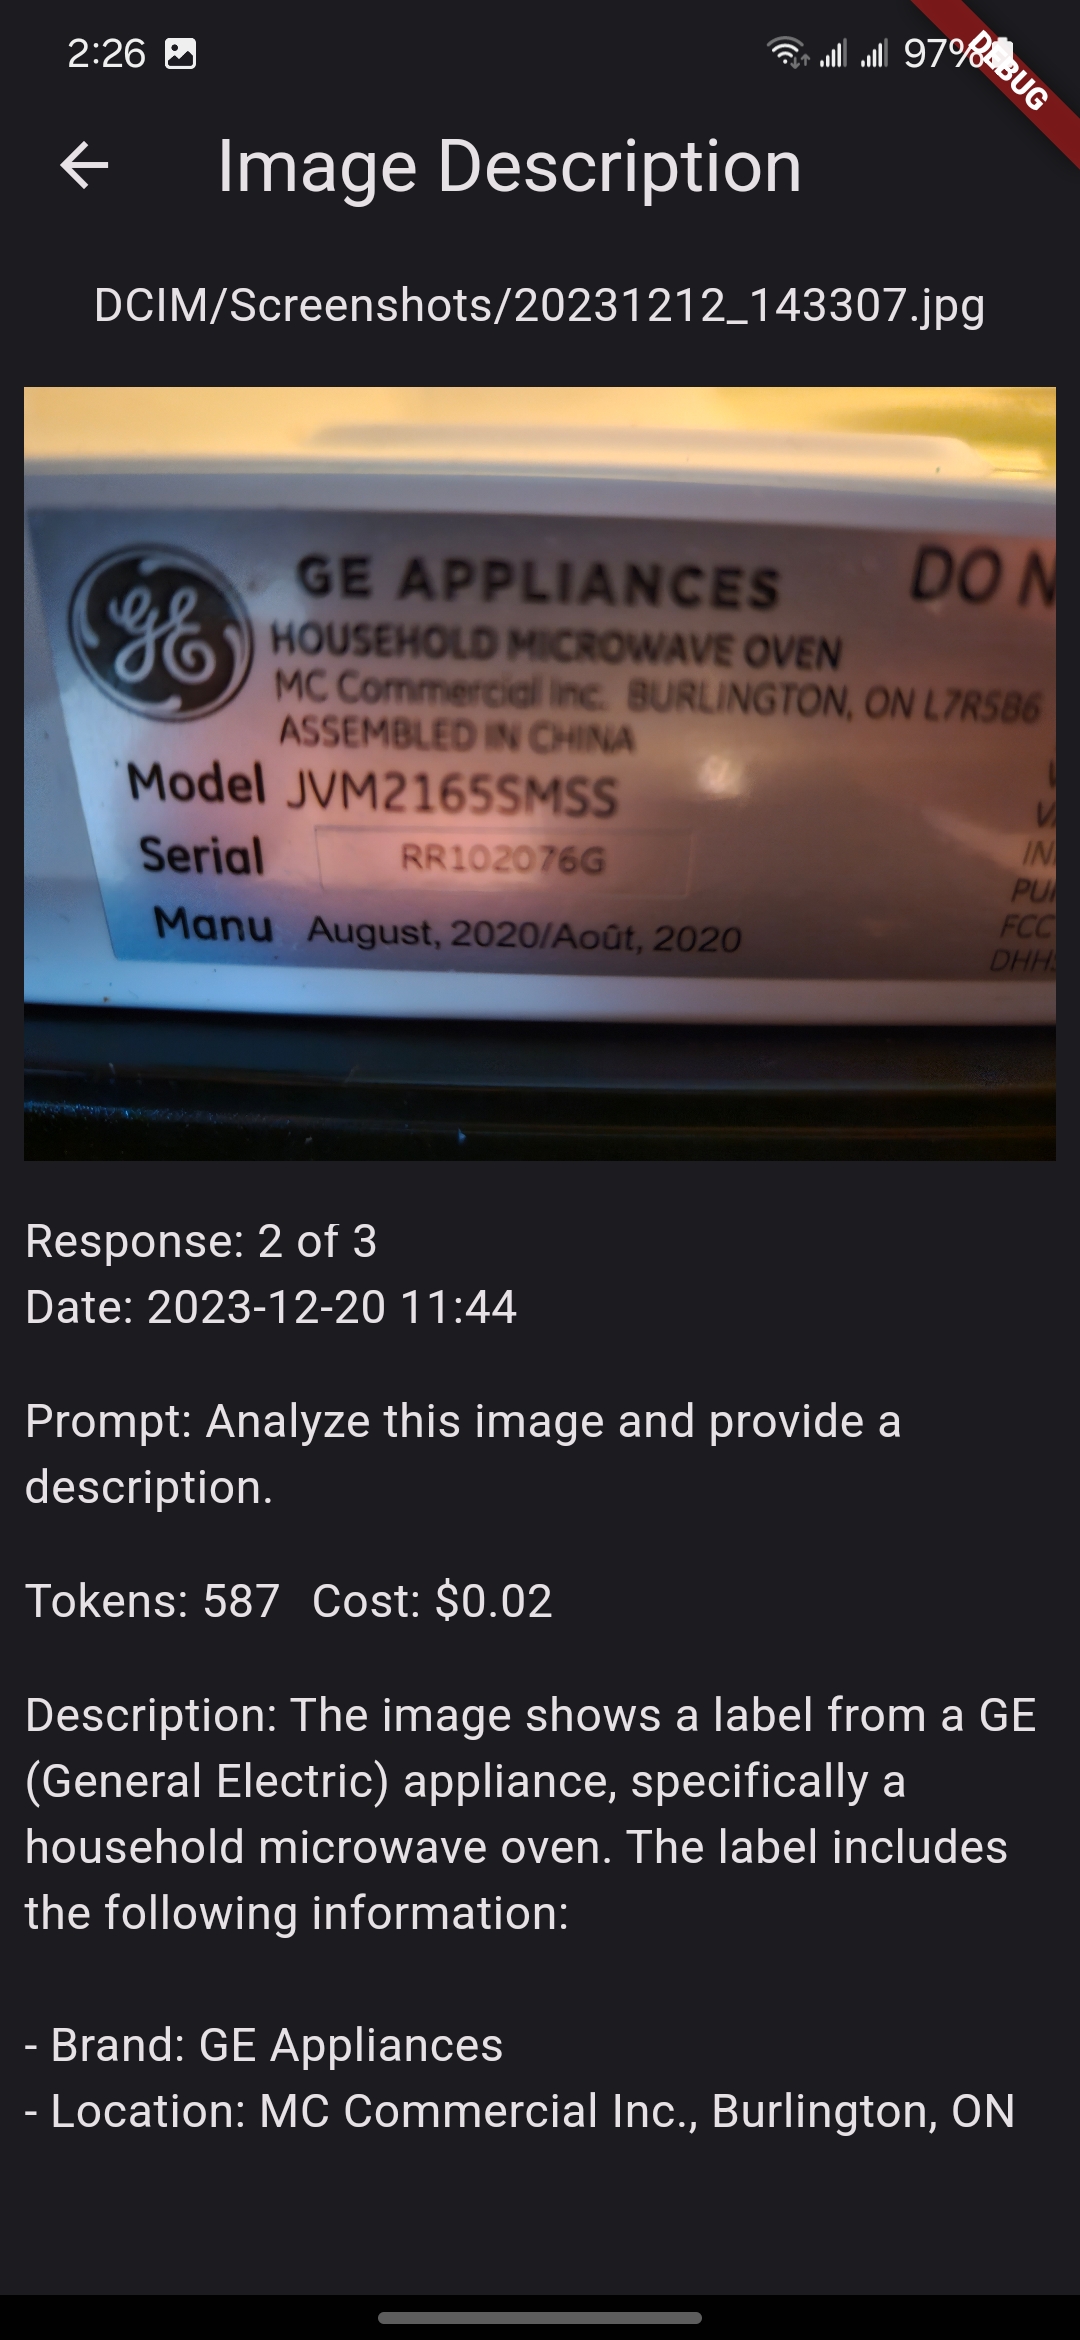 2:26 97%
DEBUG
Image Description
DCIM/Screenshots/20231212_143307.jpg
GE
GE APPLIANCES
DO N
HOUSEHOLD MICROWAVE OVEN
MC Commercial Inc. BURLINGTON, ON L7R5B6
ASSEMBLED IN CHINA
Model JVM2165SMSS
Serial RR102076G
IN
PU
FCC
Manu August, 2020/Août, 2020
DHH
Response: 2 of 3
Date: 2023-12-20 11:44
Prompt: Analyze this image and provide a
description.
Tokens: 587 Cost: $0.02
Description: The image shows a label from a GE
(General Electric) appliance, specifically a
household microwave oven. The label includes
the following information:
- Brand: GE Appliances
- Location: MC Commercial Inc., Burlington, ON